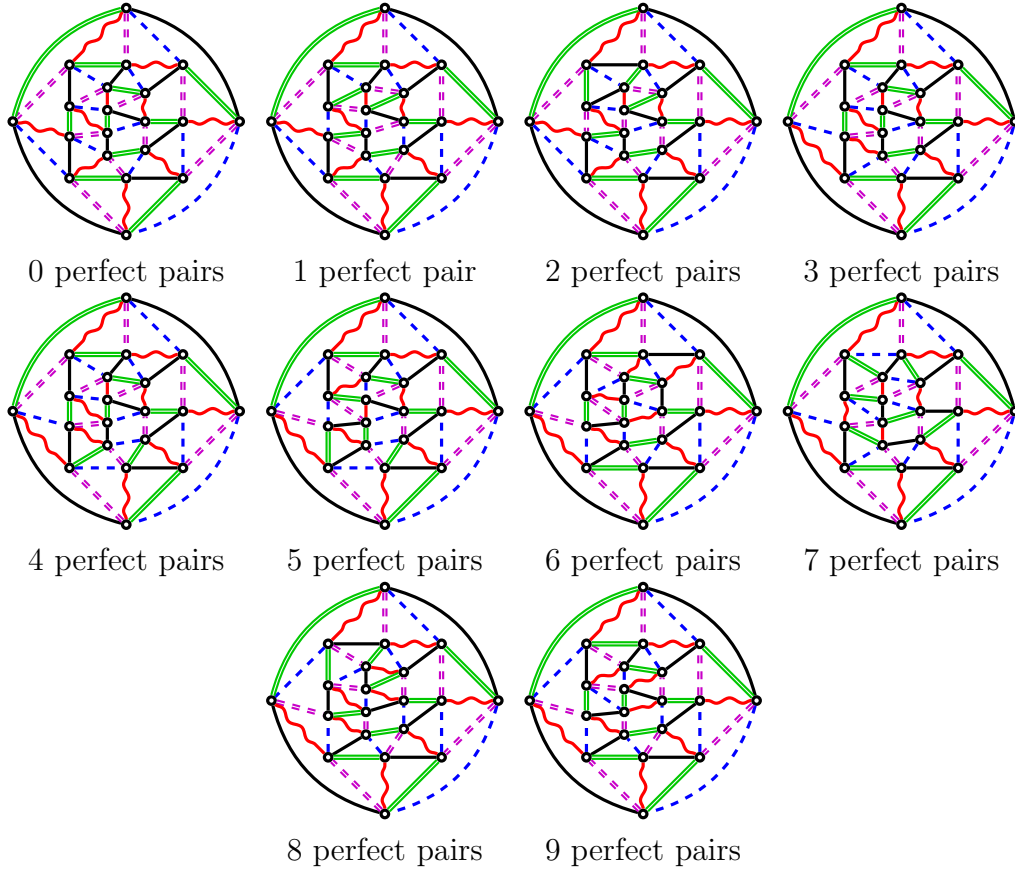 0 perfect pairs
1 perfect pair
2 perfect pairs
3 perfect pairs
4 perfect pairs
5 perfect pairs
6 perfect pairs
7 perfect pairs
8 perfect pairs
9 perfect pairs